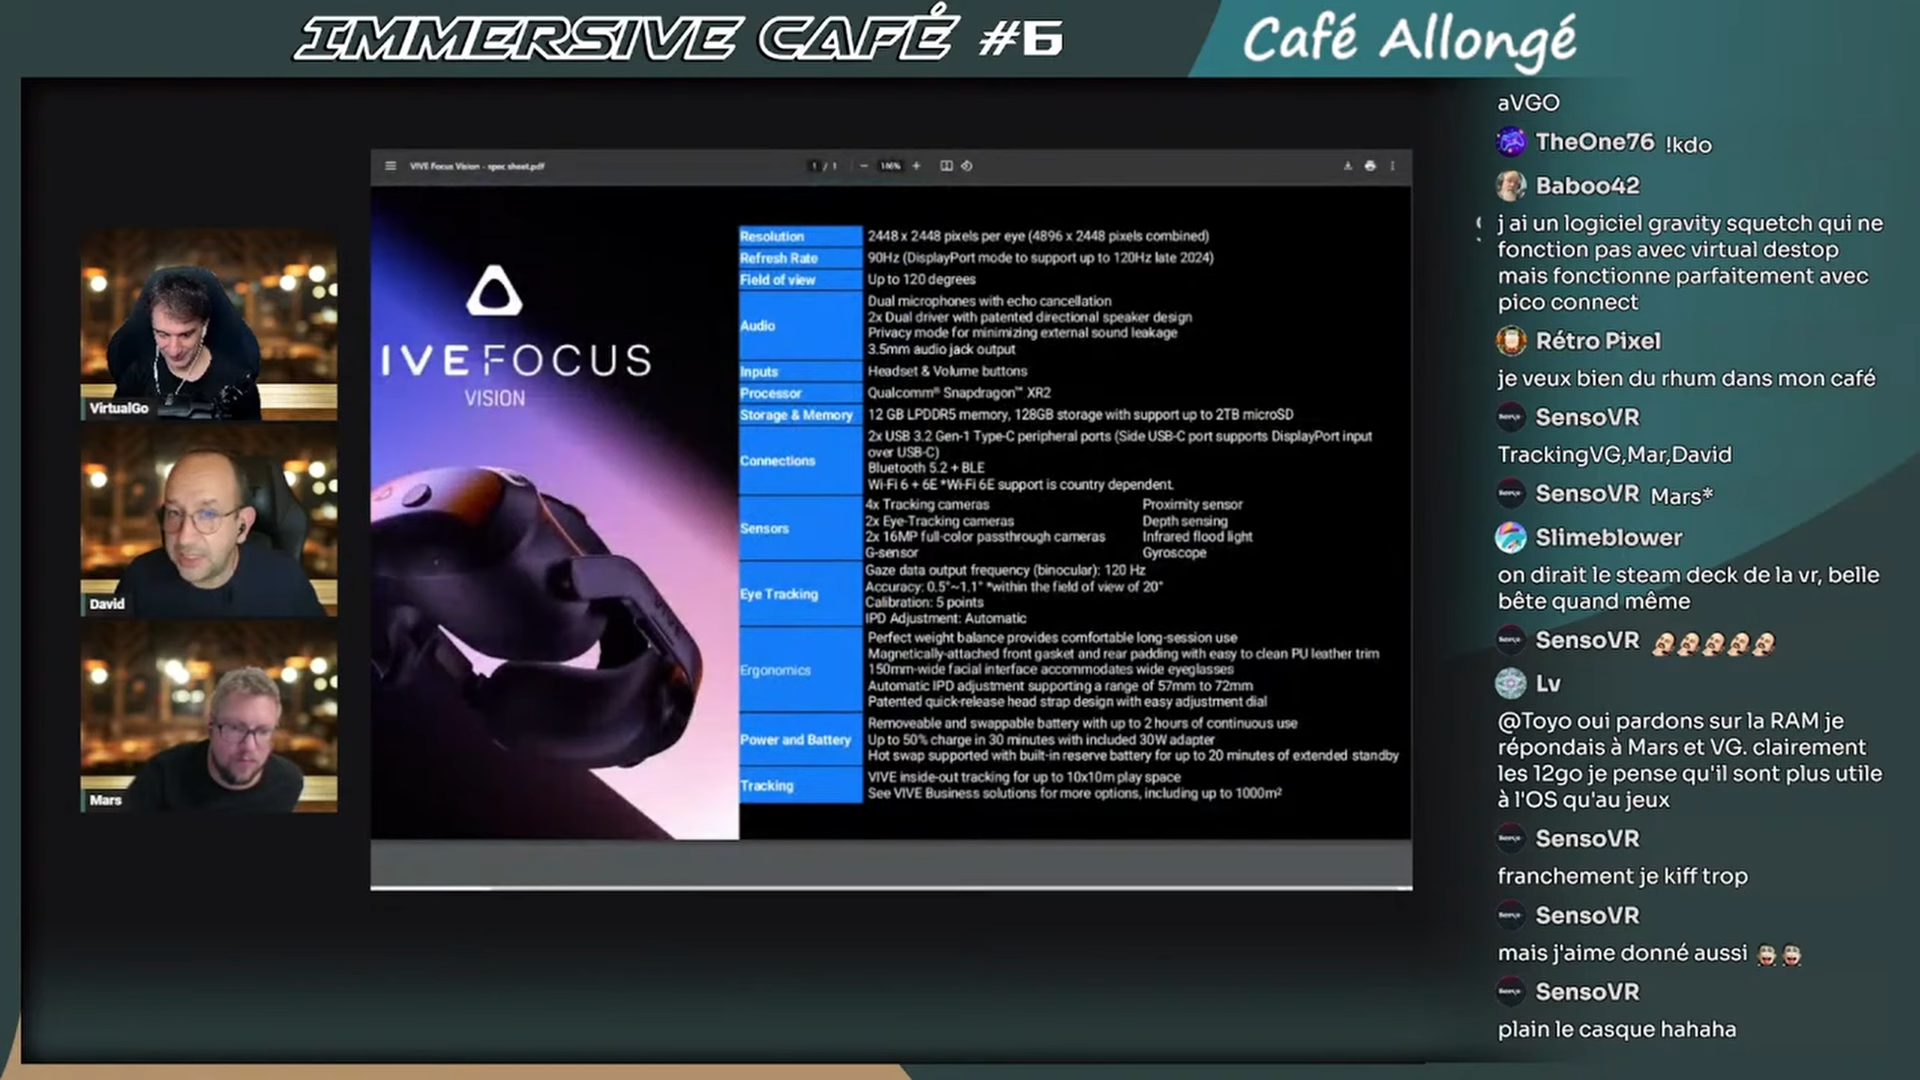 IMMERSIVE CAFÉ #6
Café Allongé
VirtualGo
David
Mars
VIVE Focus Vision - spec sheet.pdf
1 / 1
146%
IVE FOCUS
VISION
Resolution
2448 x 2448 pixels per eye (4896 x 2448 pixels combined)
Refresh Rate
90Hz (DisplayPort mode to support up to 120Hz late 2024)
Field of view
Up to 120 degrees
Audio
Dual microphones with echo cancellation
2x Dual driver with patented directional speaker design
Privacy mode for minimizing external sound leakage
3.5mm audio jack output
Inputs
Headset & Volume buttons
Processor
Qualcomm® Snapdragon™ XR2
Storage & Memory
12 GB LPDDR5 memory, 128GB storage with support up to 2TB microSD
Connections
2x USB 3.2 Gen-1 Type-C peripheral ports (Side USB-C port supports DisplayPort input
over USB-C)
Bluetooth 5.2 + BLE
Wi-Fi 6 + 6E *Wi-Fi 6E support is country dependent.
Sensors
4x Tracking cameras
2x Eye-Tracking cameras
2x 16MP full-color passthrough cameras
G-sensor
Proximity sensor
Depth sensing
Infrared flood light
Gyroscope
Eye Tracking
Gaze data output frequency (binocular): 120 Hz
Accuracy: 0.5°~1.1° *within the field of view of 20°
Calibration: 5 points
IPD Adjustment: Automatic
Ergonomics
Perfect weight balance provides comfortable long-session use
Magnetically-attached front gasket and rear padding with easy to clean PU leather trim
150mm-wide facial interface accommodates wide eyeglasses
Automatic IPD adjustment supporting a range of 57mm to 72mm
Patented quick-release head strap design with easy adjustment dial
Power and Battery
Removeable and swappable battery with up to 2 hours of continuous use
Up to 50% charge in 30 minutes with included 30W adapter
Hot swap supported with built-in reserve battery for up to 20 minutes of extended standby
Tracking
VIVE inside-out tracking for up to 10x10m play space
See VIVE Business solutions for more options, including up to 1000m²
aVGO
TheOne76 !kdo
Baboo42
j ai un logiciel gravity squetch qui ne
fonction pas avec virtual destop
mais fonctionne parfaitement avec
pico connect
Rétro Pixel
je veux bien du rhum dans mon café
SensoVR
TrackingVG,Mar,David
SensoVR Mars*
Slimeblower
on dirait le steam deck de la vr, belle
bête quand même
SensoVR
Lv
@Toyo oui pardons sur la RAM je
répondais à Mars et VG. clairement
les 12go je pense qu'il sont plus utile
à l'OS qu'au jeux
SensoVR
franchement je kiff trop
SensoVR
mais j'aime donné aussi
SensoVR
plain le casque hahaha